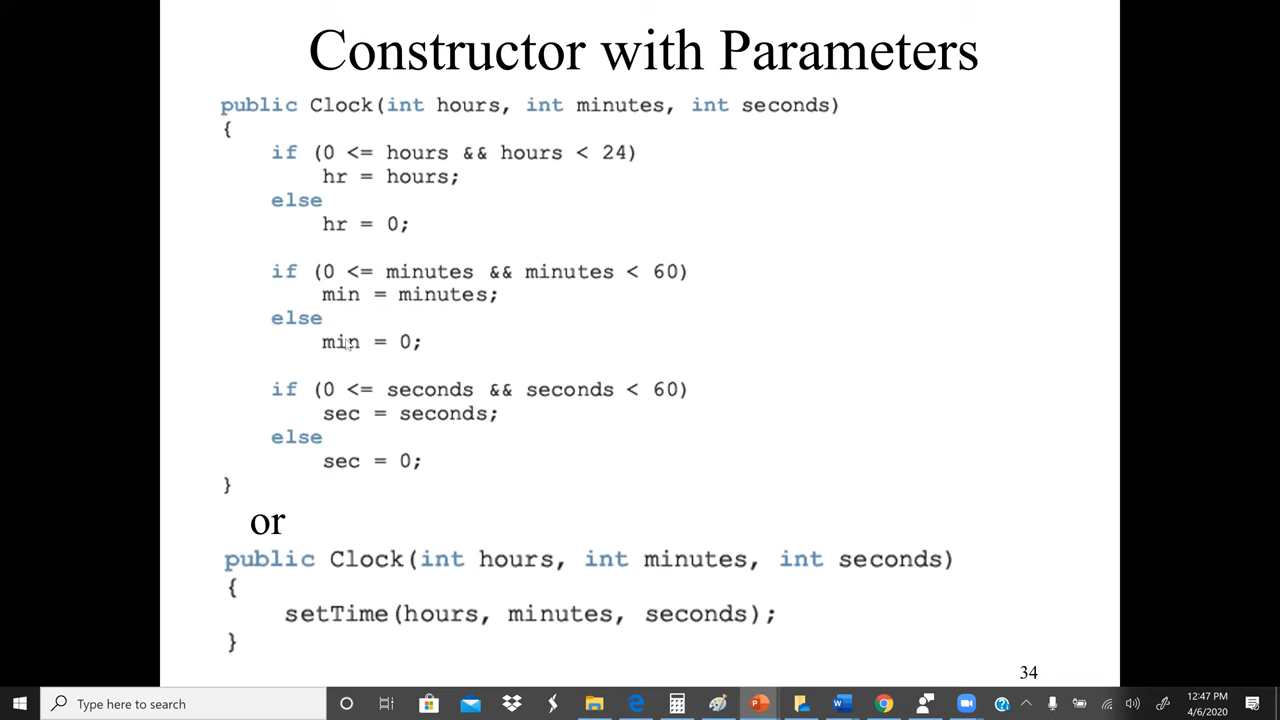 Constructor with Parameters
public Clock(int hours, int minutes, int seconds)
{
if (0 <= hours && hours < 24)
hr = hours;
else
hr = 0;
if (0 <= minutes && minutes < 60)
min = minutes;
else
min = 0;
if (0 <= seconds && seconds < 60)
sec = seconds;
else
sec = 0;
}
or
public Clock(int hours, int minutes, int seconds)
{
setTime(hours, minutes, seconds);
}
34
Type here to search
12:47 PM
4/6/2020